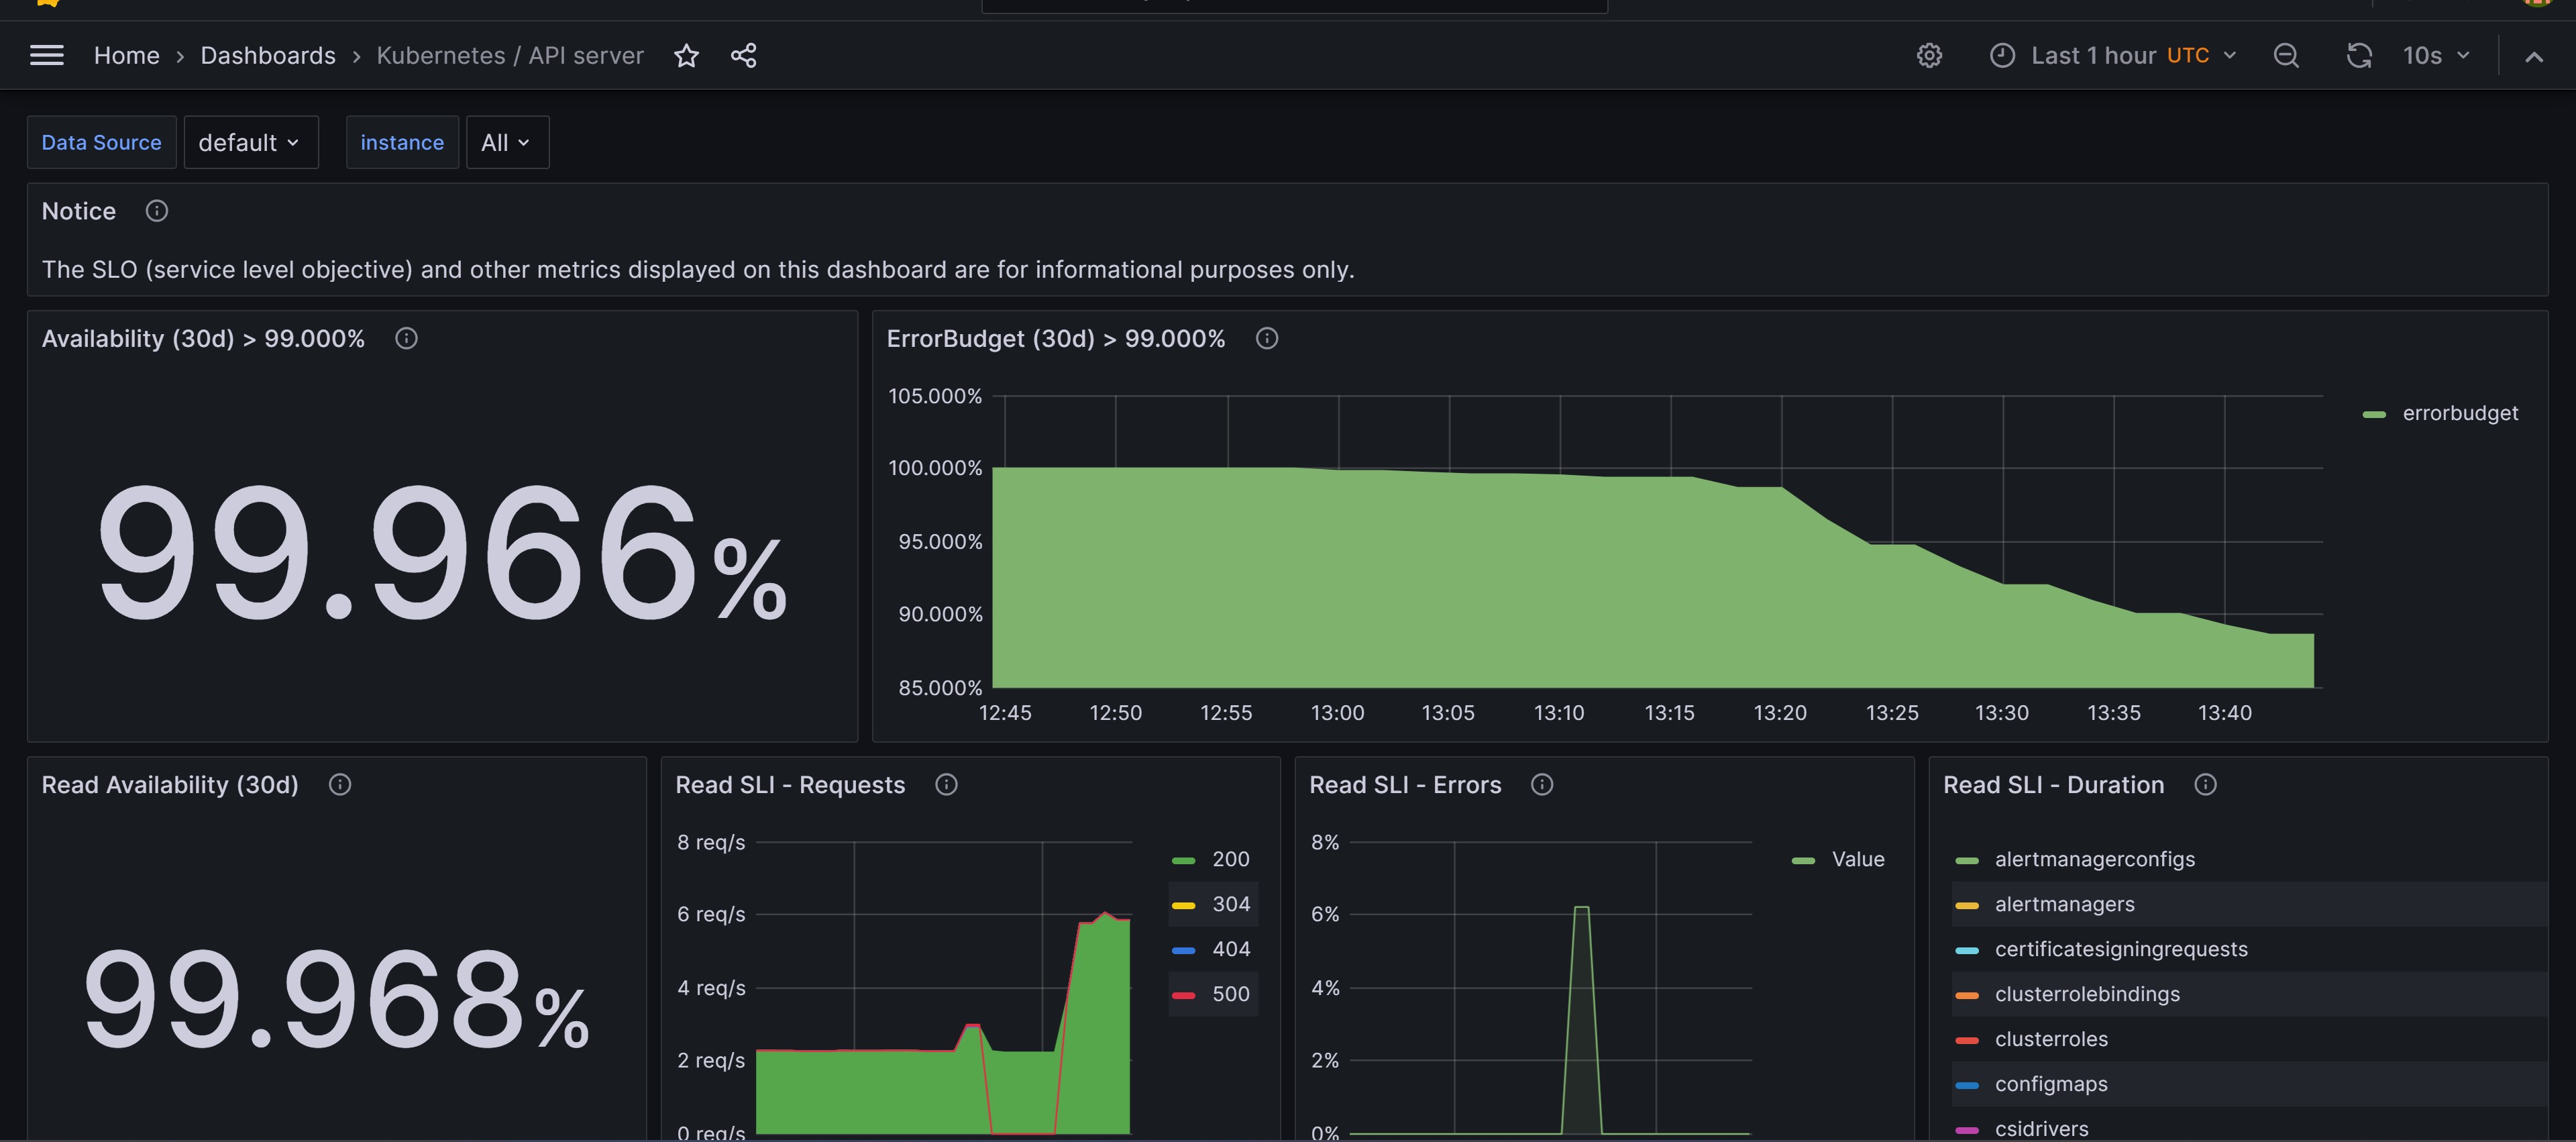 Home › Dashboards › Kubernetes / API server
Last 1 hour UTC
10s
Data Source default instance All
Notice
The SLO (service level objective) and other metrics displayed on this dashboard are for informational purposes only.
Availability (30d) > 99.000%
99.966%
ErrorBudget (30d) > 99.000%
105.000%
100.000%
95.000%
90.000%
85.000%
12:45 12:50 12:55 13:00 13:05 13:10 13:15 13:20 13:25 13:30 13:35 13:40
errorbudget
Read Availability (30d)
99.968%
Read SLI - Requests
8 req/s
6 req/s
4 req/s
2 req/s
0 req/s
200
304
404
500
Read SLI - Errors
8%
6%
4%
2%
0%
Value
Read SLI - Duration
alertmanagerconfigs
alertmanagers
certificatesigningrequests
clusterrolebindings
clusterroles
configmaps
csidrivers